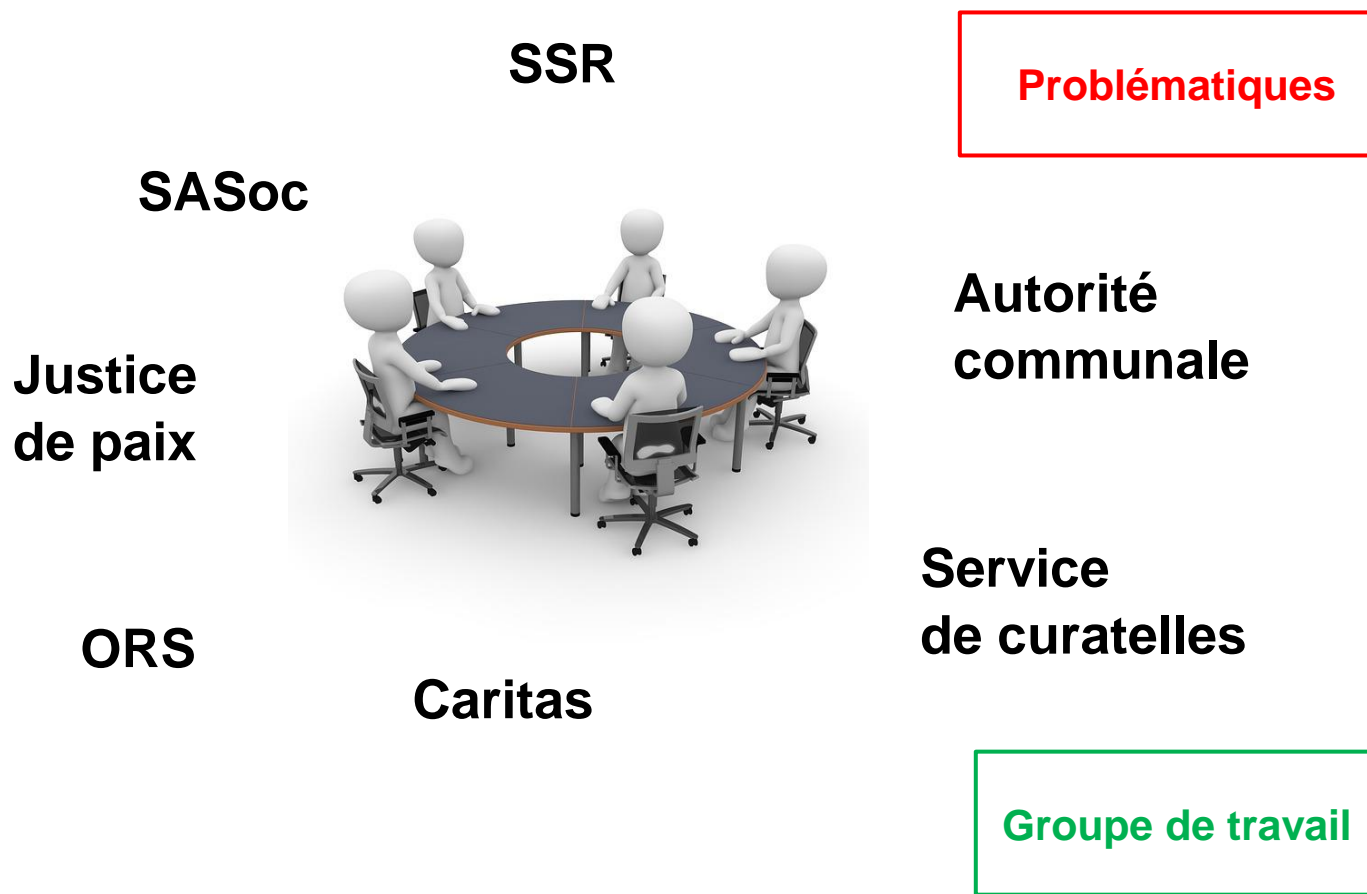 SSR
Problématiques
SASoc
Autorité
communale
Justice
de paix
Service
de curatelles
ORS
Caritas
Groupe de travail